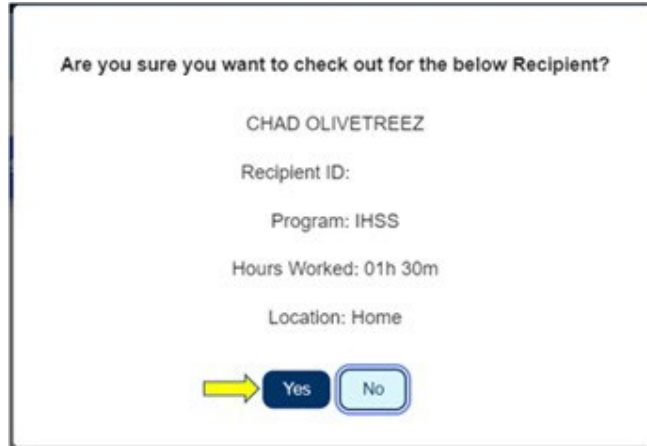 Are you sure you want to check out for the below Recipient?
CHAD OLIVETREEZ
Recipient ID:
Program: IHSS
Hours Worked: 01h 30m
Location: Home
Yes No